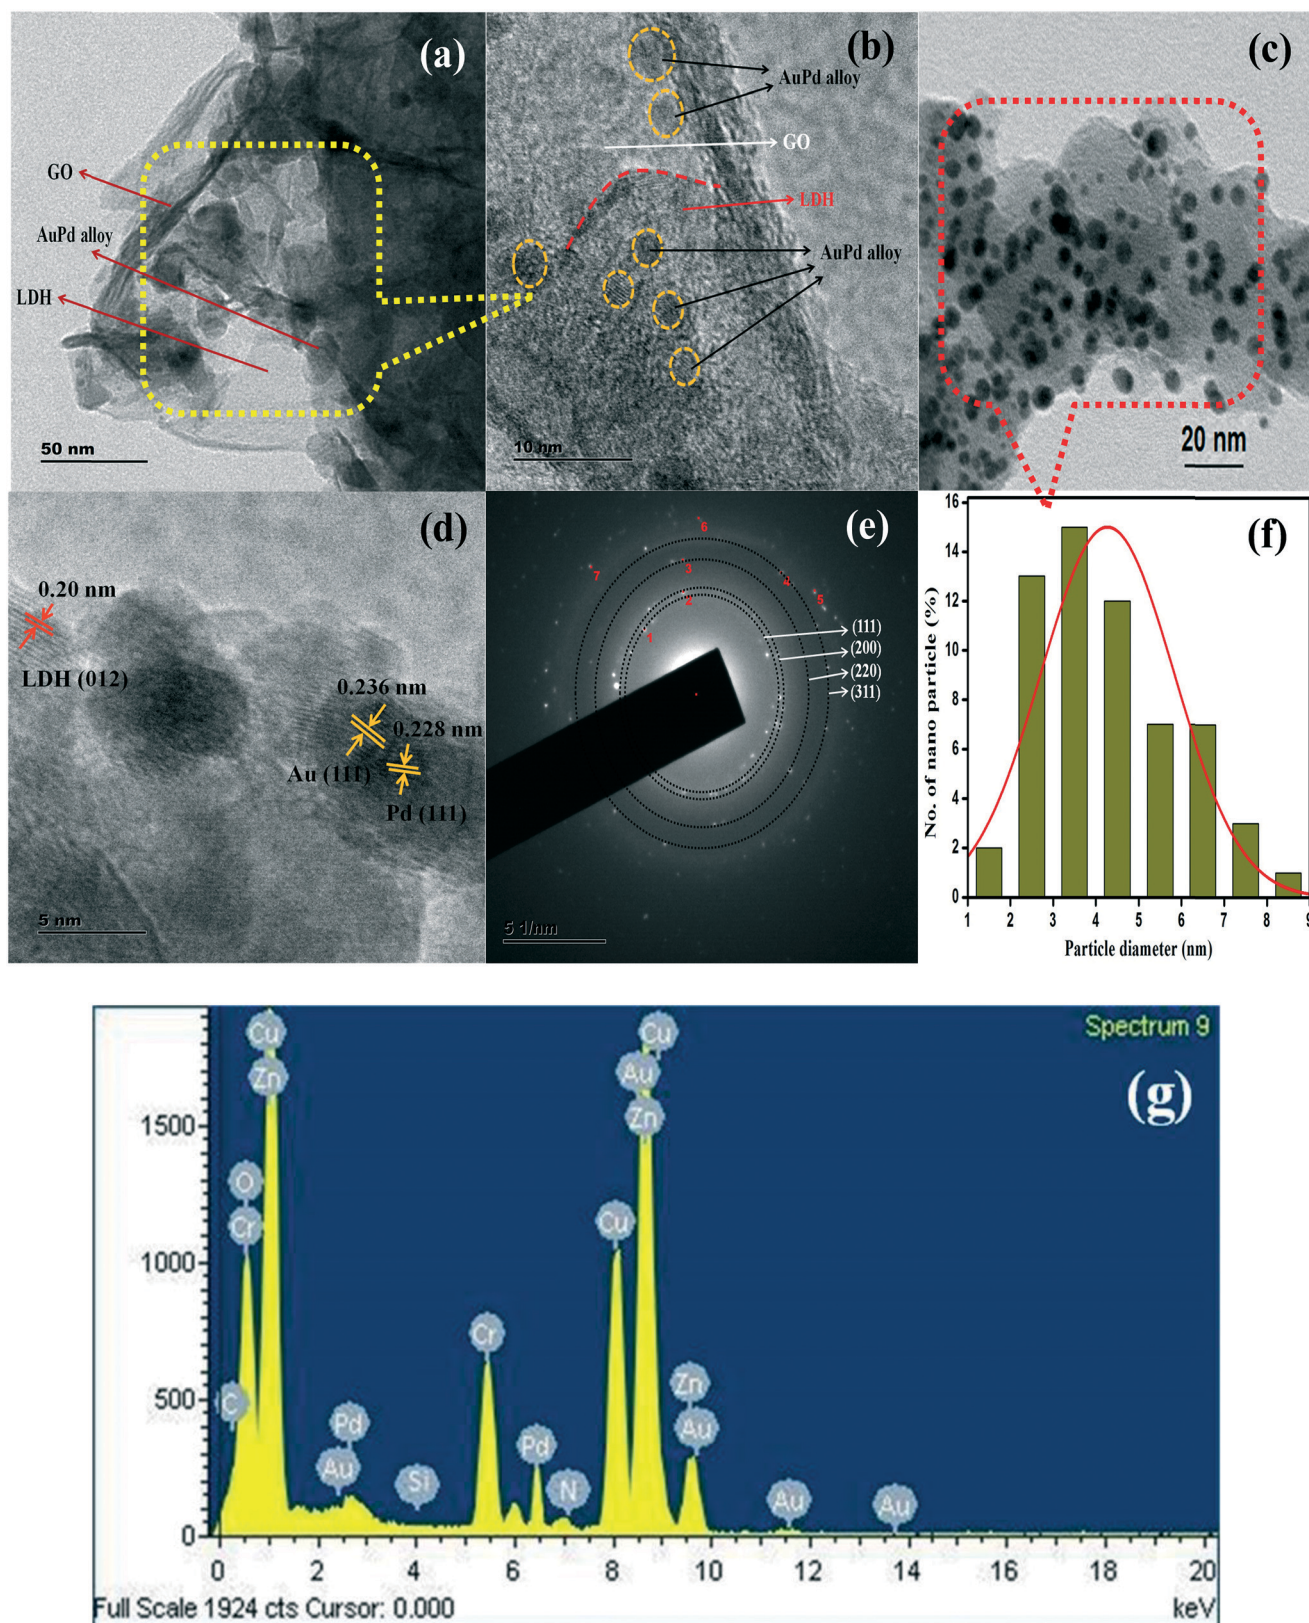 (a)
GO
AuPd alloy
LDH
50 nm
(b)
AuPd alloy
GO
LDH
AuPd alloy
10 nm
(c)
20 nm
(d)
0.20 nm
LDH (012)
0.236 nm
0.228 nm
Au (111)
Pd (111)
5 nm
(e)
6
7
3
4
5
2
1
(111)
(200)
(220)
(311)
5 1/nm
(f)
16
14
12
10
8
6
4
2
0
No. of nano particle (%)
1 2 3 4 5 6 7 8 9
Particle diameter (nm)
Spectrum 9
(g)
Cu
Zn
O
Cr
C
Pd
Au
Si
Cr
Pd
N
Cu
Cu
Au
Zn
Zn
Au
Au
Au
1500
1000
500
0
0 2 4 6 8 10 12 14 16 18 20
Full Scale 1924 cts Cursor: 0.000
keV